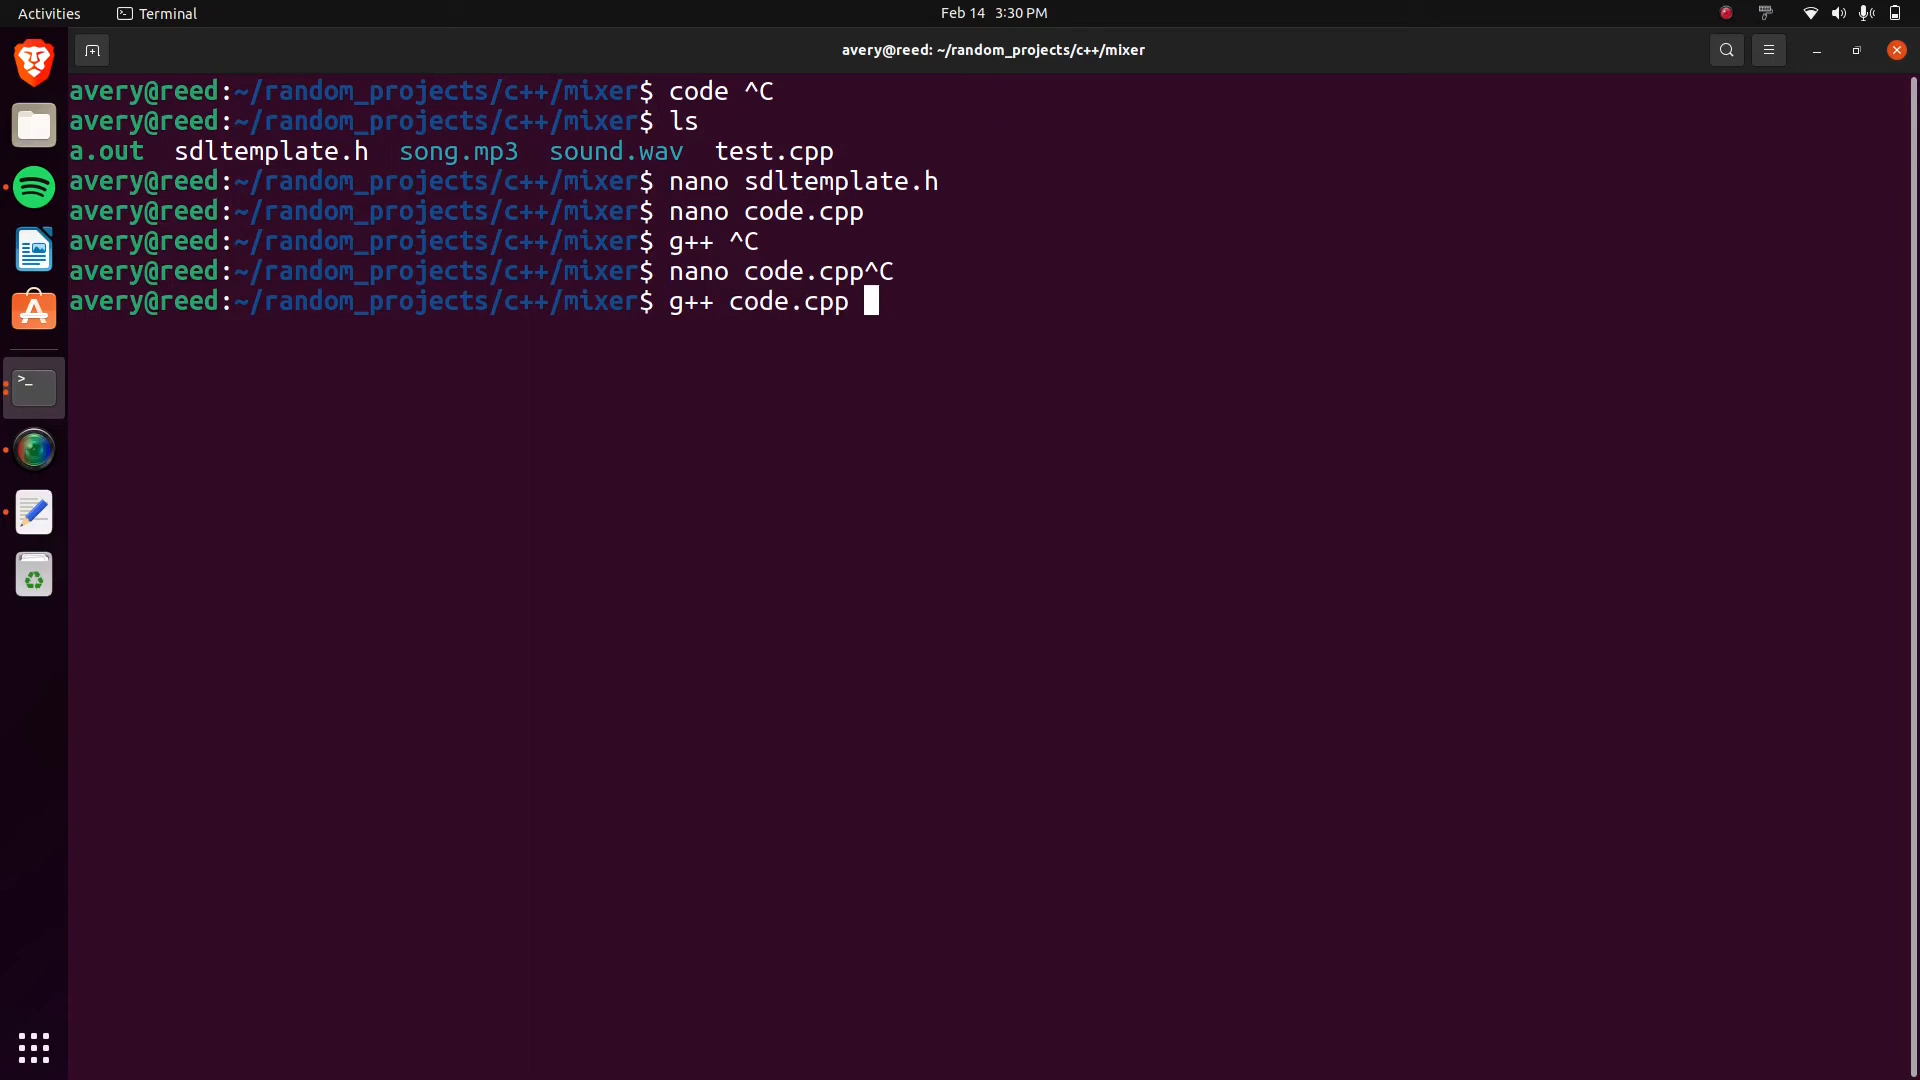 Activities Terminal Feb 14 3:30 PM
avery@reed: ~/random_projects/c++/mixer
avery@reed:~/random_projects/c++/mixer$ code ^C
avery@reed:~/random_projects/c++/mixer$ ls
a.out sdltemplate.h song.mp3 sound.wav test.cpp
avery@reed:~/random_projects/c++/mixer$ nano sdltemplate.h
avery@reed:~/random_projects/c++/mixer$ nano code.cpp
avery@reed:~/random_projects/c++/mixer$ g++ ^C
avery@reed:~/random_projects/c++/mixer$ nano code.cpp^C
avery@reed:~/random_projects/c++/mixer$ g++ code.cpp